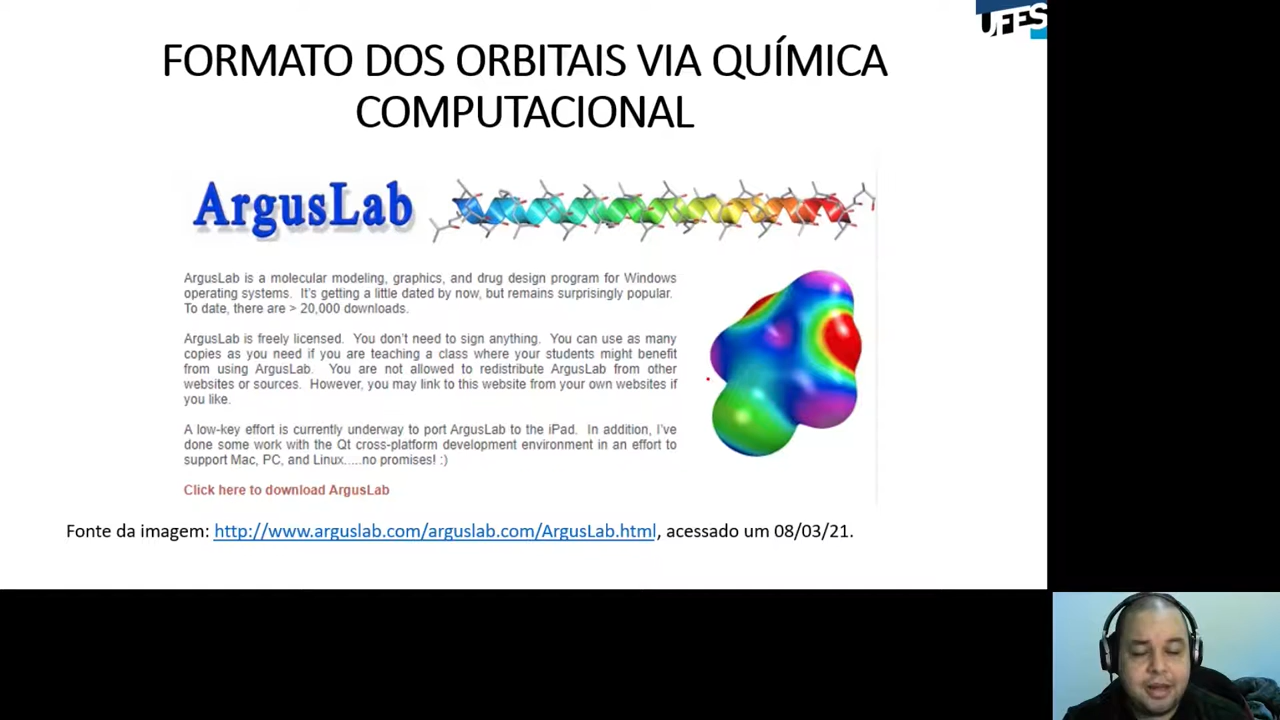 UFES
FORMATO DOS ORBITAIS VIA QUÍMICA
COMPUTACIONAL
ArgusLab
ArgusLab is a molecular modeling, graphics, and drug design program for Windows
operating systems. It's getting a little dated by now, but remains surprisingly popular.
To date, there are > 20,000 downloads.
ArgusLab is freely licensed. You don't need to sign anything. You can use as many
copies as you need if you are teaching a class where your students might benefit
from using ArgusLab. You are not allowed to redistribute ArgusLab from other
websites or sources. However, you may link to this website from your own websites if
you like.
A low-key effort is currently underway to port ArgusLab to the iPad. In addition, I've
done some work with the Qt cross-platform development environment in an effort to
support Mac, PC, and Linux.....no promises! :)
Click here to download ArgusLab
Fonte da imagem: http://www.arguslab.com/arguslab.com/ArgusLab.html, acessado um 08/03/21.